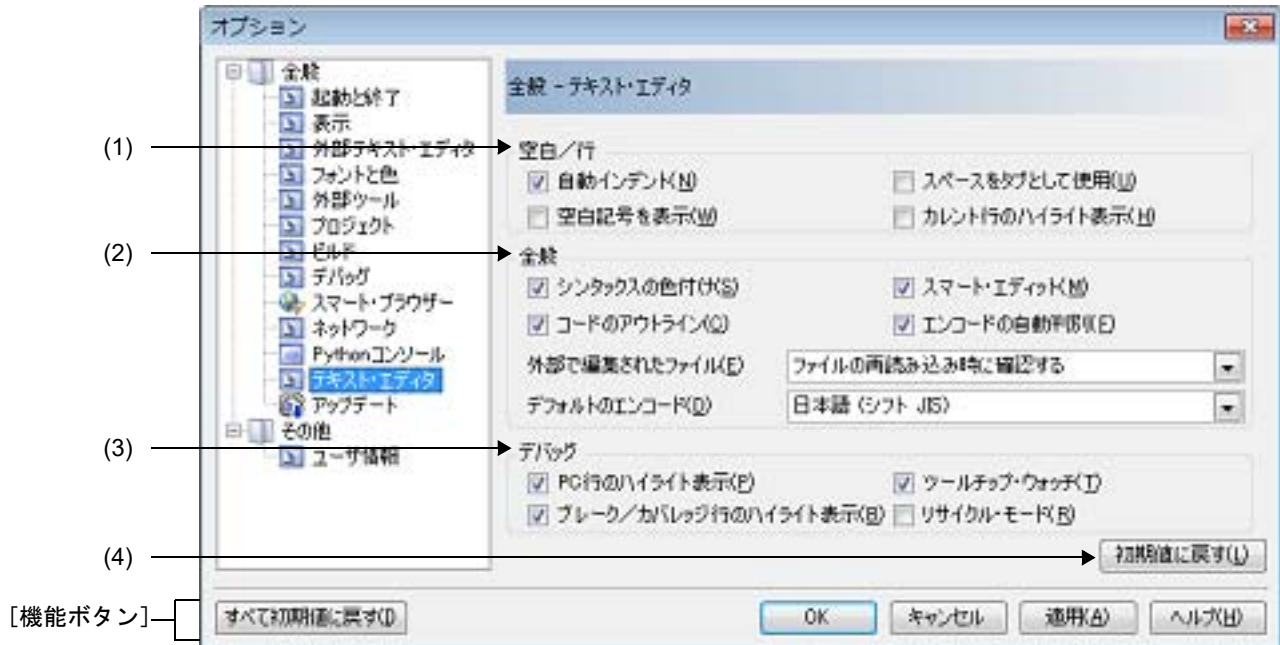 オプション
全般
起動と終了
表示
外部テキスト・エディタ
フォントと色
外部ツール
プロジェクト
ビルド
デバッグ
スマート・ブラウザー
ネットワーク
Pythonコンソール
テキスト・エディタ
アップデート
その他
ユーザ情報
全般 - テキスト・エディタ
(1)
空白／行
自動インデント(N)
スペースをタブとして使用(U)
空白記号を表示(W)
カレント行のハイライト表示(H)
(2)
全般
シンタックスの色付け(S)
スマート・エディット(M)
コードのアウトライン(O)
エンコードの自動判別(E)
外部で編集されたファイル(E)
ファイルの再読み込み時に確認する
デフォルトのエンコード(D)
日本語 (シフト JIS)
(3)
デバッグ
PC行のハイライト表示(P)
ツールチップ・ウォッチ(T)
ブレーク／カバレッジ行のハイライト表示(B)
リサイクル・モード(R)
(4)
初期値に戻す(L)
[機能ボタン]
すべて初期値に戻す(I)
OK
キャンセル
適用(A)
ヘルプ(H)